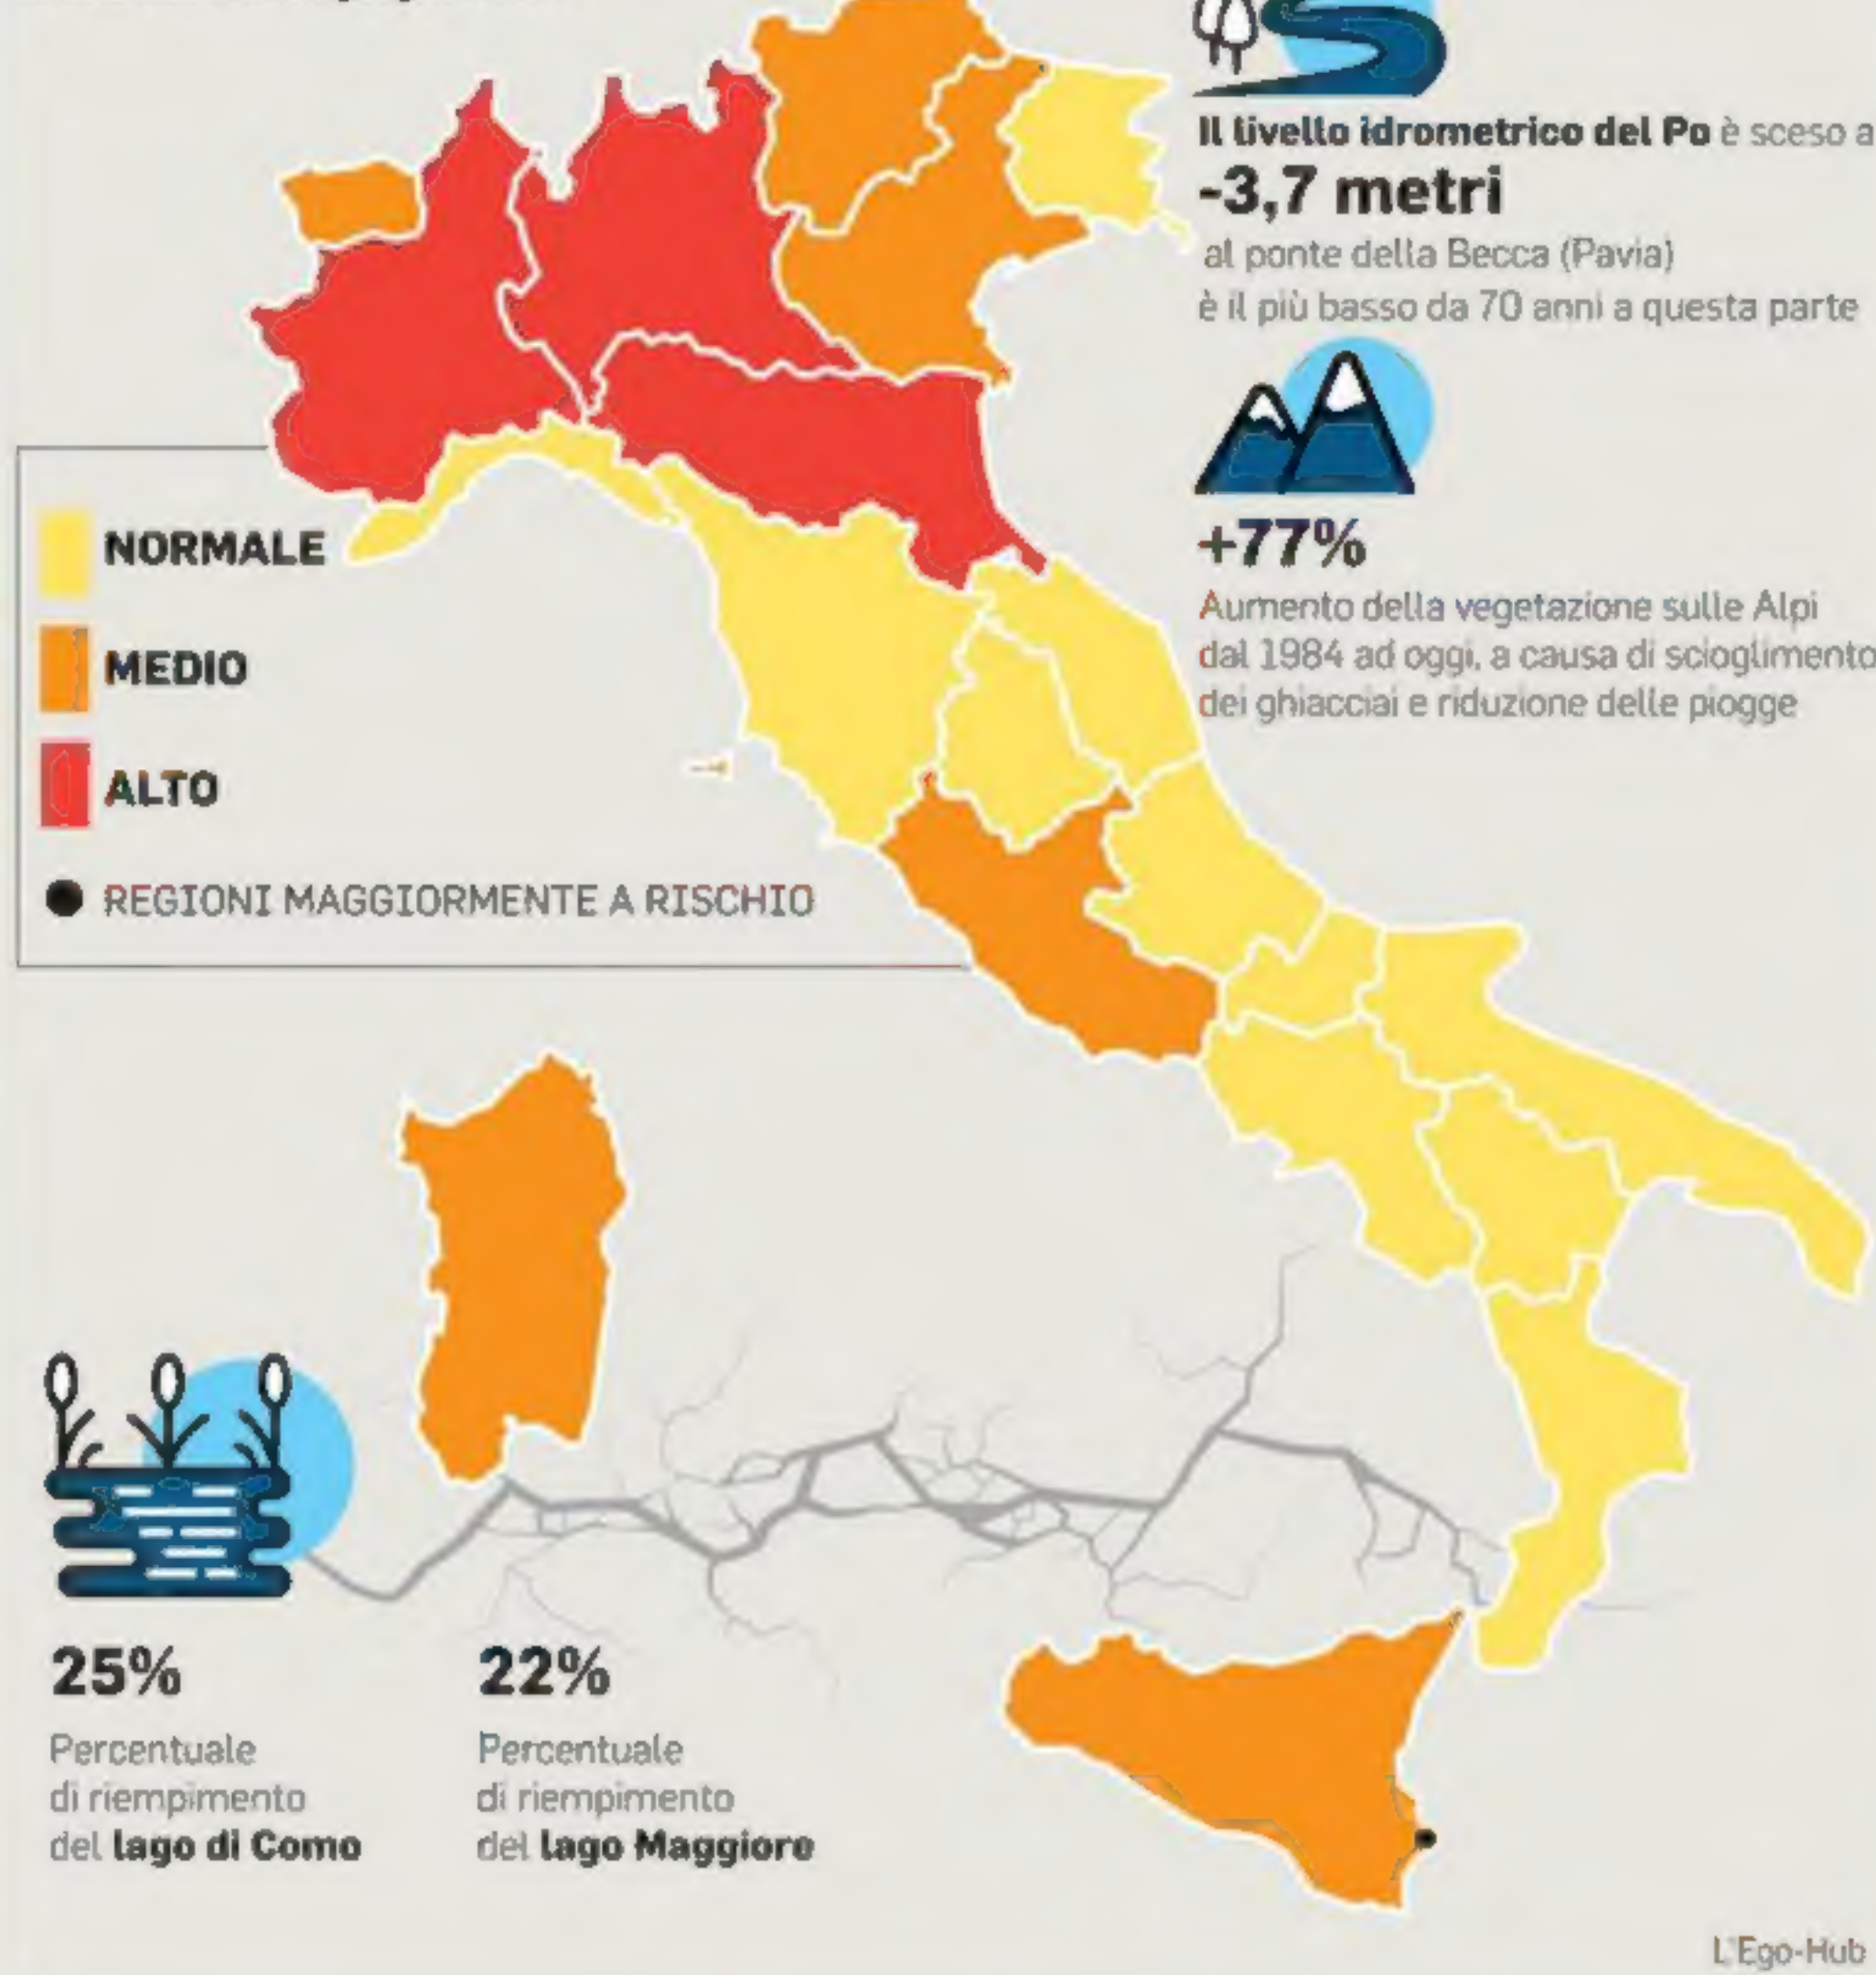 Il livello idrometrico del Po è sceso a
-3,7 metri
al ponte della Becca (Pavia)
è il più basso da 70 anni a questa parte
+77%
Aumento della vegetazione sulle Alpi
dal 1984 ad oggi, a causa di scioglimento
dei ghiacciai e riduzione delle piogge
NORMALE
MEDIO
ALTO
REGIONI MAGGIORMENTE A RISCHIO
25%
Percentuale
di riempimento
del lago di Como
22%
Percentuale
di riempimento
del lago Maggiore
L'Ego-Hub